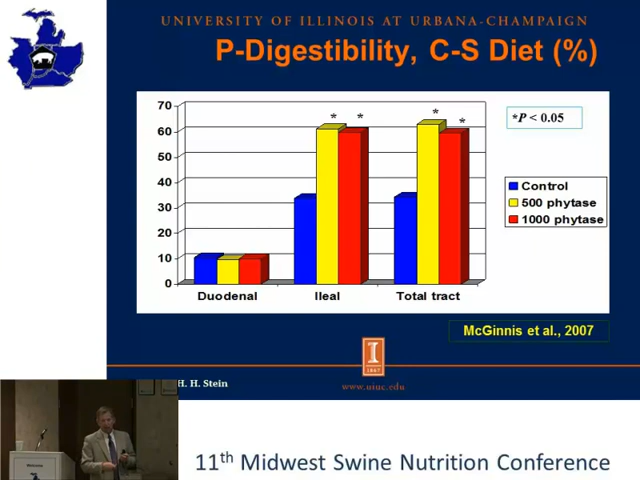 UNIVERSITY OF ILLINOIS AT URBANA-CHAMPAIGN
P-Digestibility, C-S Diet (%)
70
60
50
40
30
20
10
0
* *
* *
Duodenal Ileal Total tract
*P < 0.05
Control
500 phytase
1000 phytase
McGinnis et al., 2007
I
1867
H. H. Stein
www.uiuc.edu
11th Midwest Swine Nutrition Conference